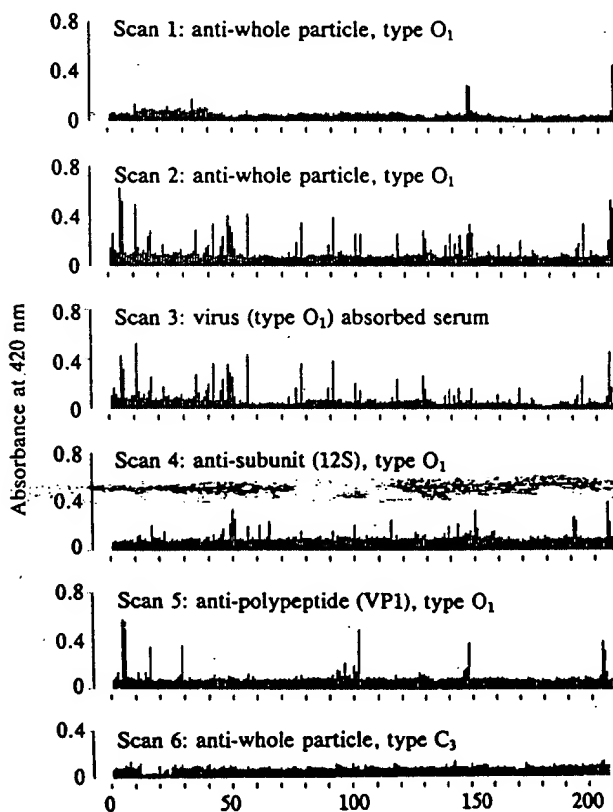 Scan 1: anti-whole particle, type O₁
0.8
0.4
0
Scan 2: anti-whole particle, type O₁
0.8
0.4
0
Scan 3: virus (type O₁) absorbed serum
0.8
0.4
0
Scan 4: anti-subunit (12S), type O₁
0.8
0.4
0
Scan 5: anti-polypeptide (VP1), type O₁
0.8
0.4
0
Scan 6: anti-whole particle, type C₃
0.4
0
0 50 100 150 200
Absorbance at 420 nm